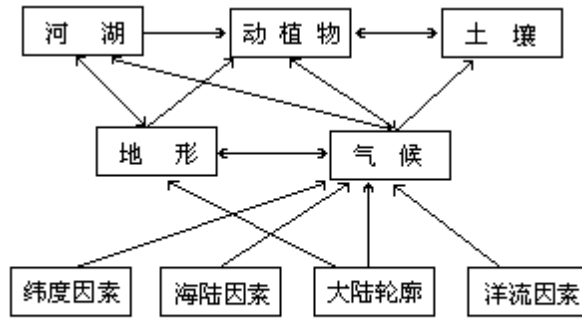 河 湖 动植物 土 壤
地 形 气 候
纬度因素 海陆因素 大陆轮廓 洋流因素